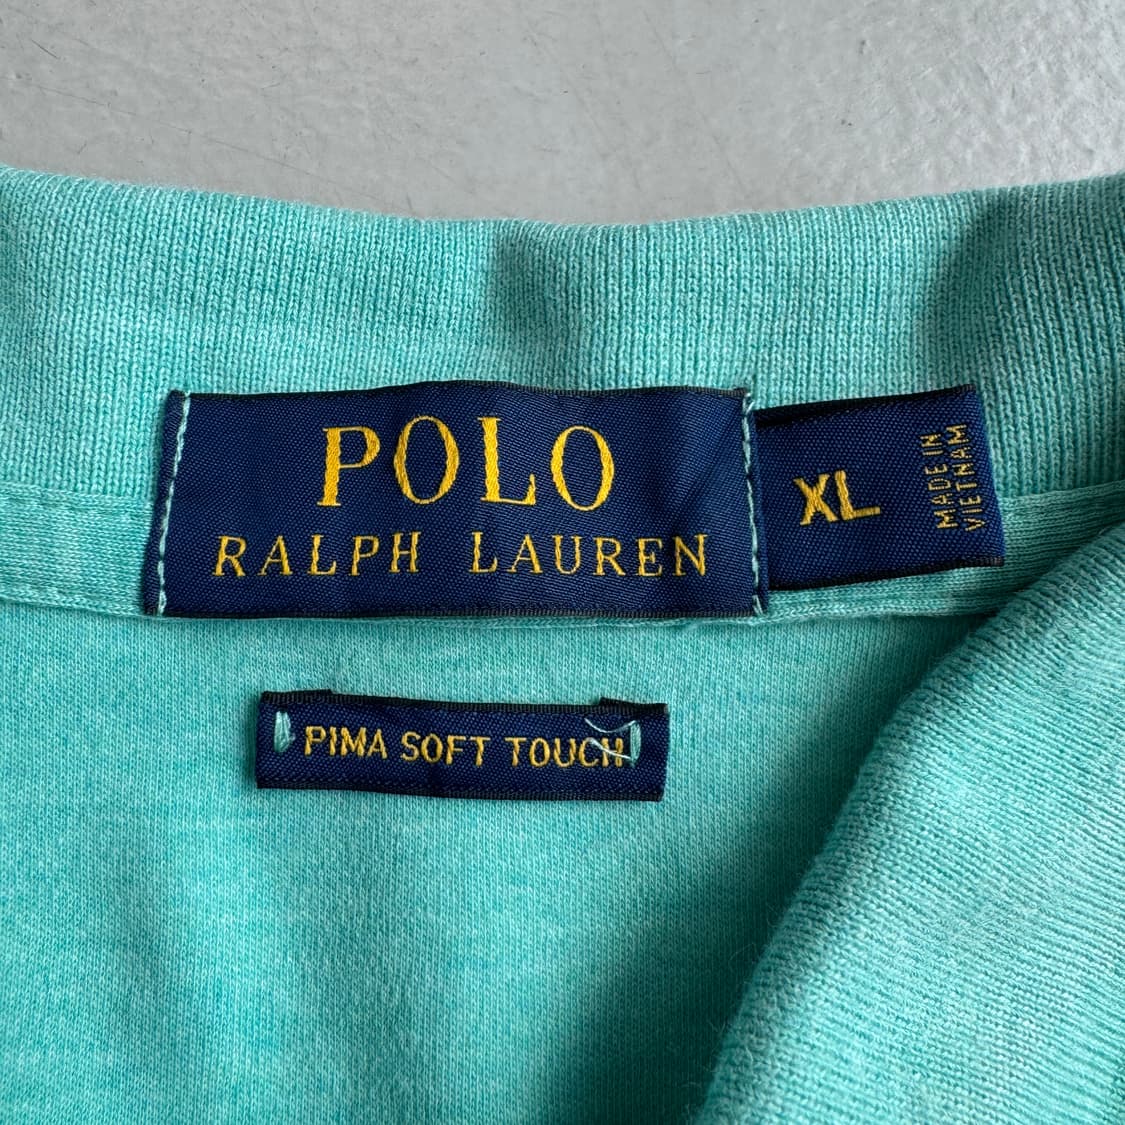 POLO
RALPH LAUREN
XL
MADE IN
VIETNAM
PIMA SOFT TOUCH